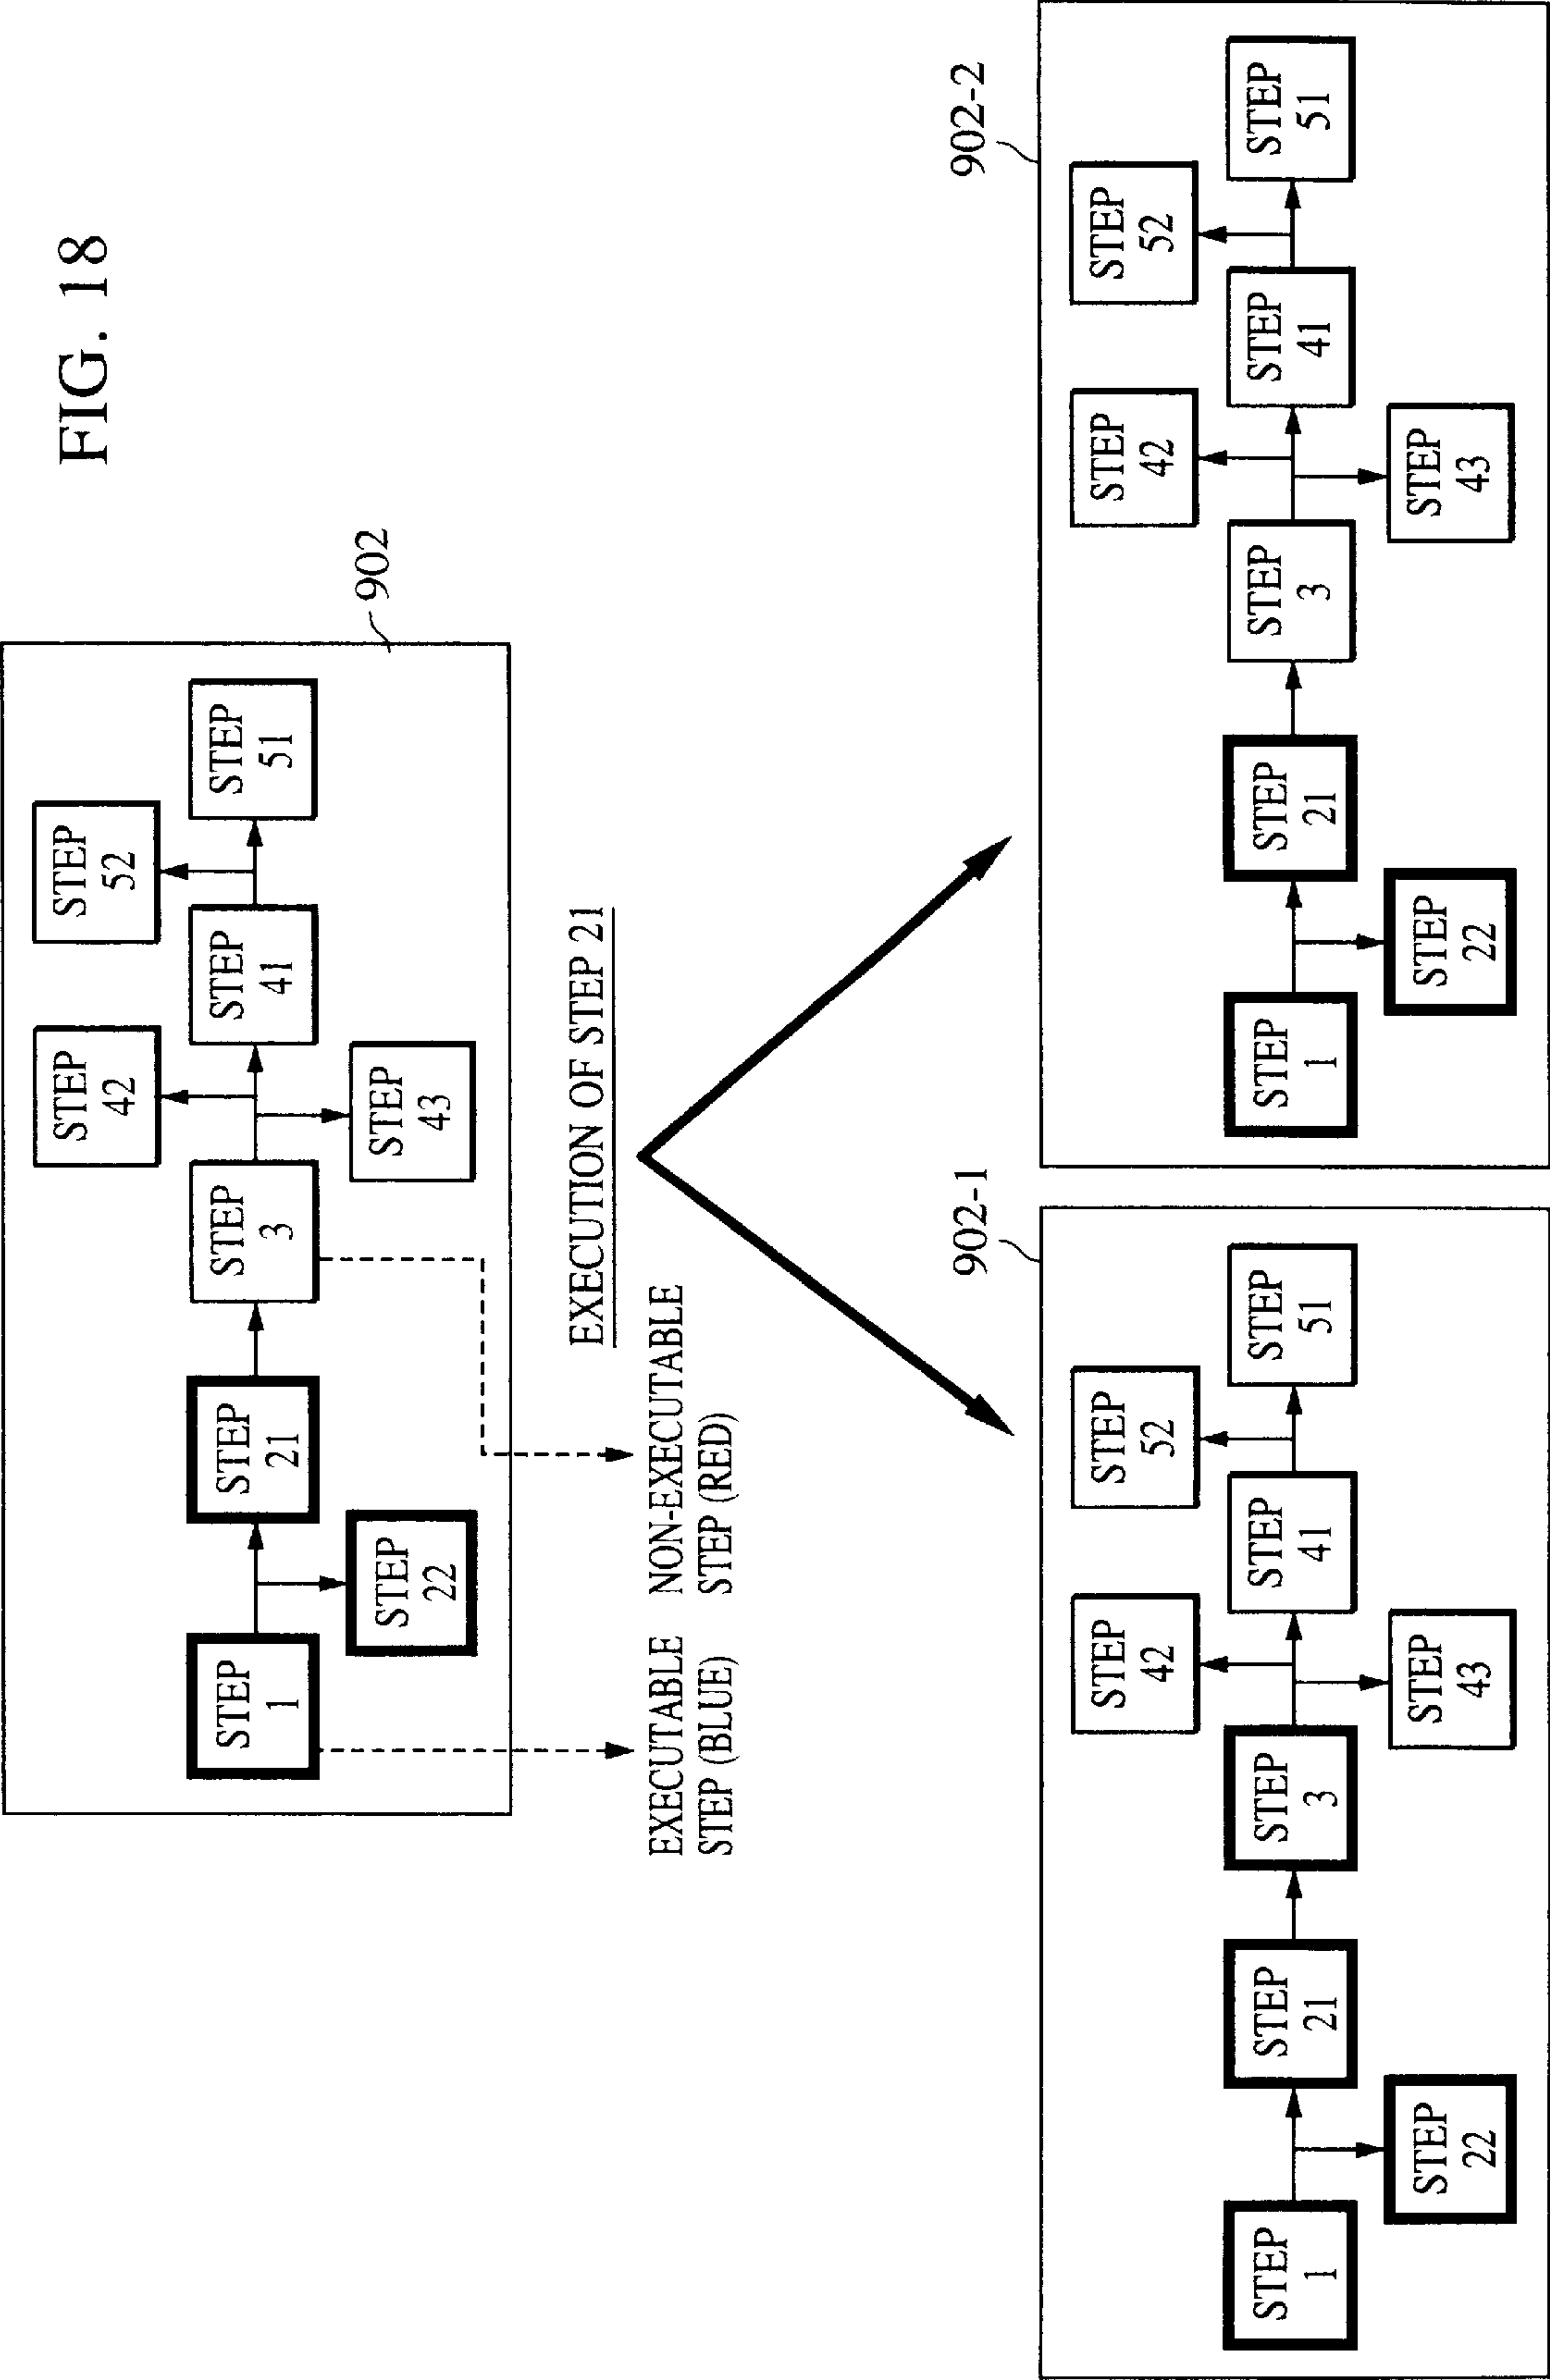 FIG. 18
902
STEP
52
STEP
42
STEP
1
STEP
21
STEP
3
STEP
41
STEP
51
STEP
22
STEP
43
EXECUTION OF STEP 21
EXECUTABLE
STEP (BLUE)
NON-EXECUTABLE
STEP (RED)
902-1
STEP
42
STEP
52
STEP
1
STEP
21
STEP
3
STEP
41
STEP
51
STEP
22
STEP
43
902-2
STEP
42
STEP
52
STEP
1
STEP
21
STEP
3
STEP
41
STEP
51
STEP
22
STEP
43